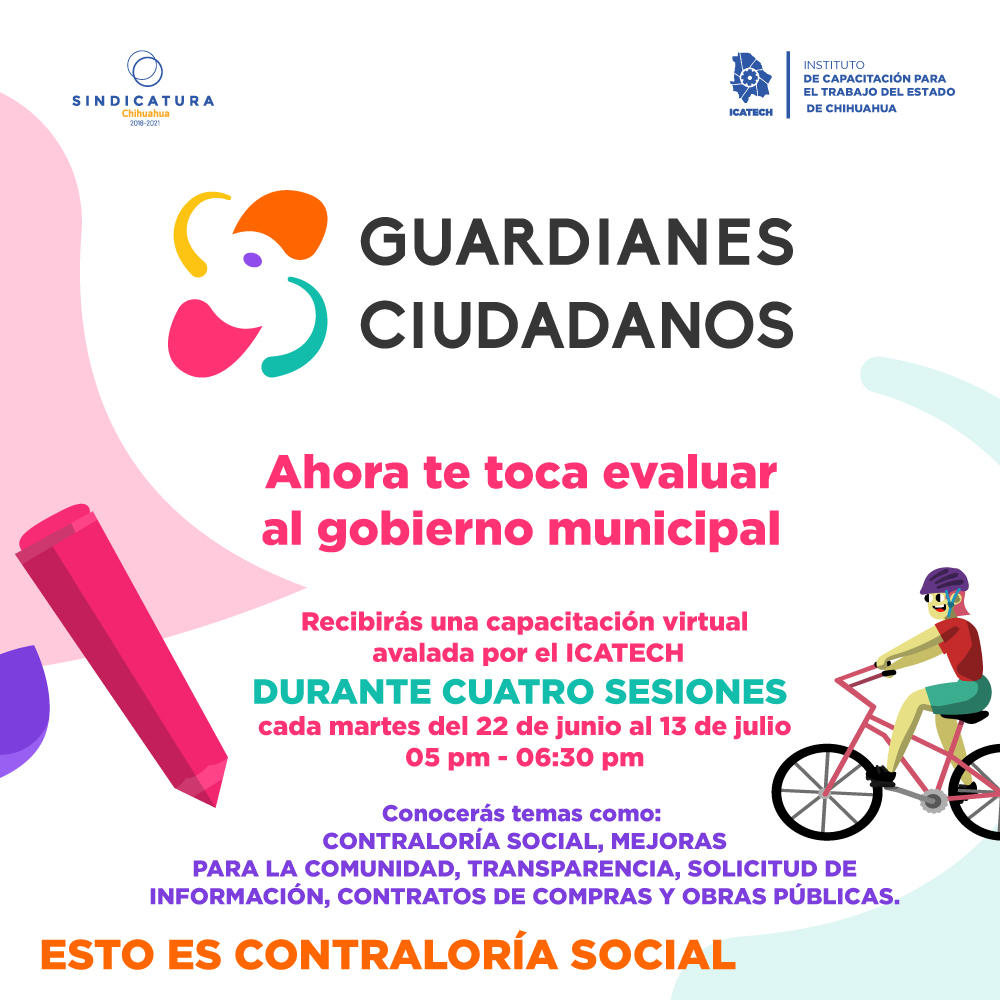 SINDICATURA
Chihuahua
2018-2021
ICATECH
INSTITUTO
DE CAPACITACIÓN PARA
EL TRABAJO DEL ESTADO
DE CHIHUAHUA
GUARDIANES
CIUDADANOS
Ahora te toca evaluar
al gobierno municipal
Recibirás una capacitación virtual
avalada por el ICATECH
DURANTE CUATRO SESIONES
cada martes del 22 de junio al 13 de julio
05 pm - 06:30 pm
Conocerás temas como:
CONTRALORÍA SOCIAL, MEJORAS
PARA LA COMUNIDAD, TRANSPARENCIA, SOLICITUD DE
INFORMACIÓN, CONTRATOS DE COMPRAS Y OBRAS PÚBLICAS.
ESTO ES CONTRALORÍA SOCIAL